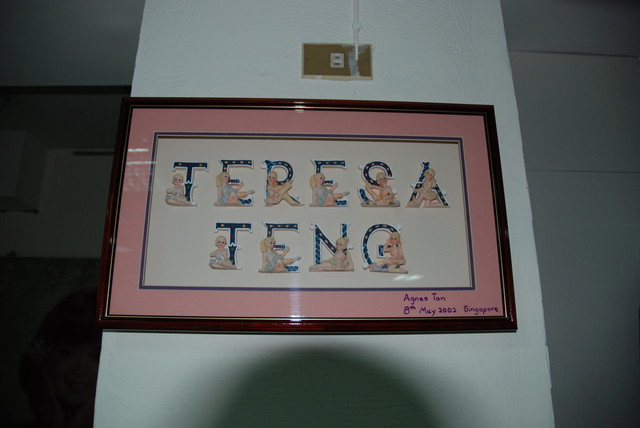 TERESA
TENG
Agnes Tan
8th May 2002 Singapore